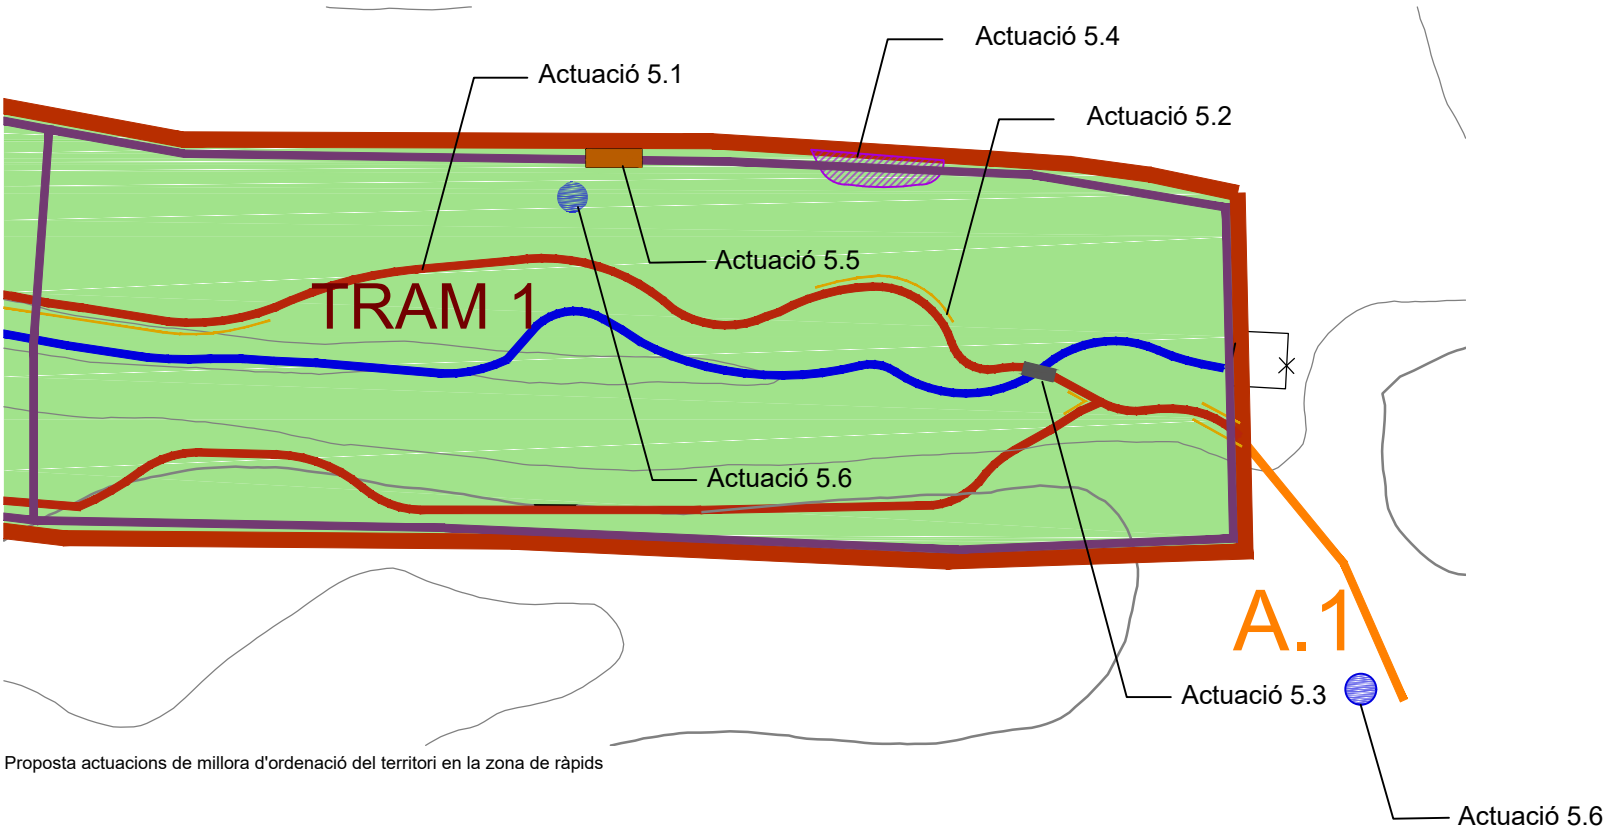 Actuació 5.4
Actuació 5.1
Actuació 5.2
Actuació 5.5
TRAM 1
Actuació 5.6
A.1
Actuació 5.3
Proposta actuacions de millora d'ordenació del territori en la zona de ràpids
Actuació 5.6